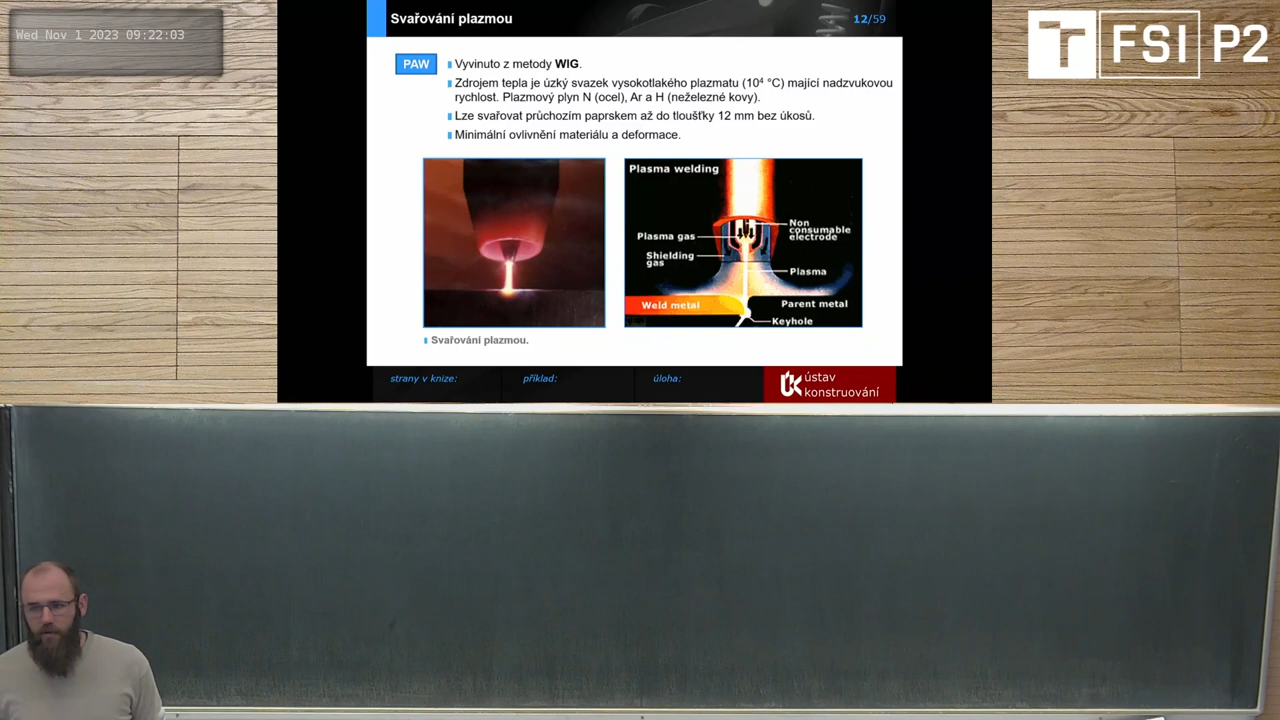 Wed Nov 1 2023 09:22:03
Svařování plazmou
12/59
FSI P2
PAW
Vyvinuto z metody WIG.
Zdrojem tepla je úzký svazek vysokotlakého plazmatu (10⁴ °C) mající nadzvukovou
rychlost. Plazmový plyn N (ocel), Ar a H (neželezné kovy).
Lze svařovat průchozím paprskem až do tloušťky 12 mm bez úkosů.
Minimální ovlivnění materiálu a deformace.
Plasma welding
Non
consumable
electrode
Plasma gas
Shielding
gas
Plasma
Weld metal
Parent metal
Keyhole
Svařování plazmou.
strany v knize:
příklad:
úloha:
ústav
konstruování